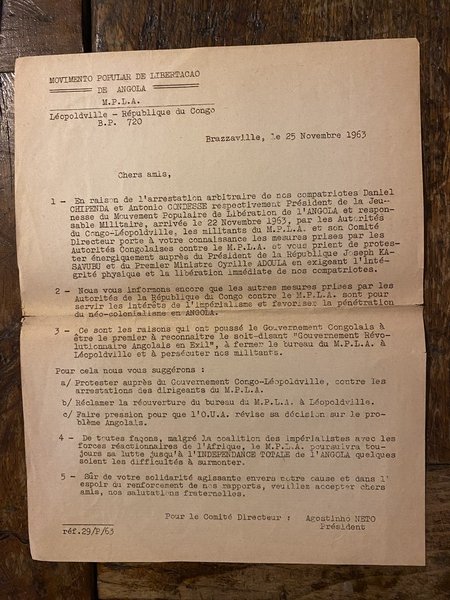 MOVIMENTO POPULAR DE LIBERTACAO
DE ANGOLA
M.P.L.A.
Léopoldville - République du Congo
B.P. 720
Brazzaville, le 25 Novembre 1963
Chers amis,
1 - En raison de l'arrestation arbitraire de nos compatriotes Daniel
CHIPENDA et Antonio CONDESSE respectivement Président de la Jeu-
nesse du Mouvement Populaire de Libération de l'ANGOLA et respon-
sable Militaire, arrivée le 22 Novembre 1963, par les Autorités
du Congo-Léopoldville, les militants du M.P.L.A. et son Comité
Directeur porte à votre connaissance les mesures prises par les
Autorités Congolaises contre le M.P.L.A. et vous prient de protes-
ter énergiquement auprès du Président de la République Joseph KA-
SAVUBU et du Premier Ministre Cyrille ADOULA en exigeant l'inté-
grité physique et la libération immédiate de nos compatriotes.
2 - Nous vous informons encore que les autres mesures prises par les
Autorités de la République du Congo contre le M.P.L.A. sont pour
servir les intérêts de l'impérialisme et favoriser la pénétration
du néo-colonialisme en ANGOLA.
3 - Ce sont les raisons qui ont poussé le Gouvernement Congolais à
être le premier à reconnaître le soit-disant "Gouvernement Révo-
lutionnaire Angolais en Exil", à fermer le bureau du M.P.L.A. à
Léopoldville et à persécuter nos militants.
Pour cela nous vous suggérons :
a/ Protester auprès du Gouvernement Congo-Léopoldville, contre les
arrestations des dirigeants du M.P.L.A.
b/ Réclamer la réouverture du bureau du M.P.L.A. à Léopoldville.
c/ Faire pression pour que l'O.U.A. révise sa décision sur le pro-
blème Angolais.
4 - De toutes façons, malgré la coalition des impérialistes avec les
forces réactionnaires de l'Afrique, le M.P.L.A. poursuivra tou-
jours sa lutte jusqu'à l'INDEPENDANCE TOTALE de l'ANGOLA quelques
soient les difficultés à surmonter.
5 - Sûr de votre solidarité agissante envers notre cause et dans l'
espoir du renforcement de nos rapports, veuillez accepter chers
amis, nos salutations fraternelles.
Pour le Comité Directeur : Agostinho NETO
Président
réf.29/P/63